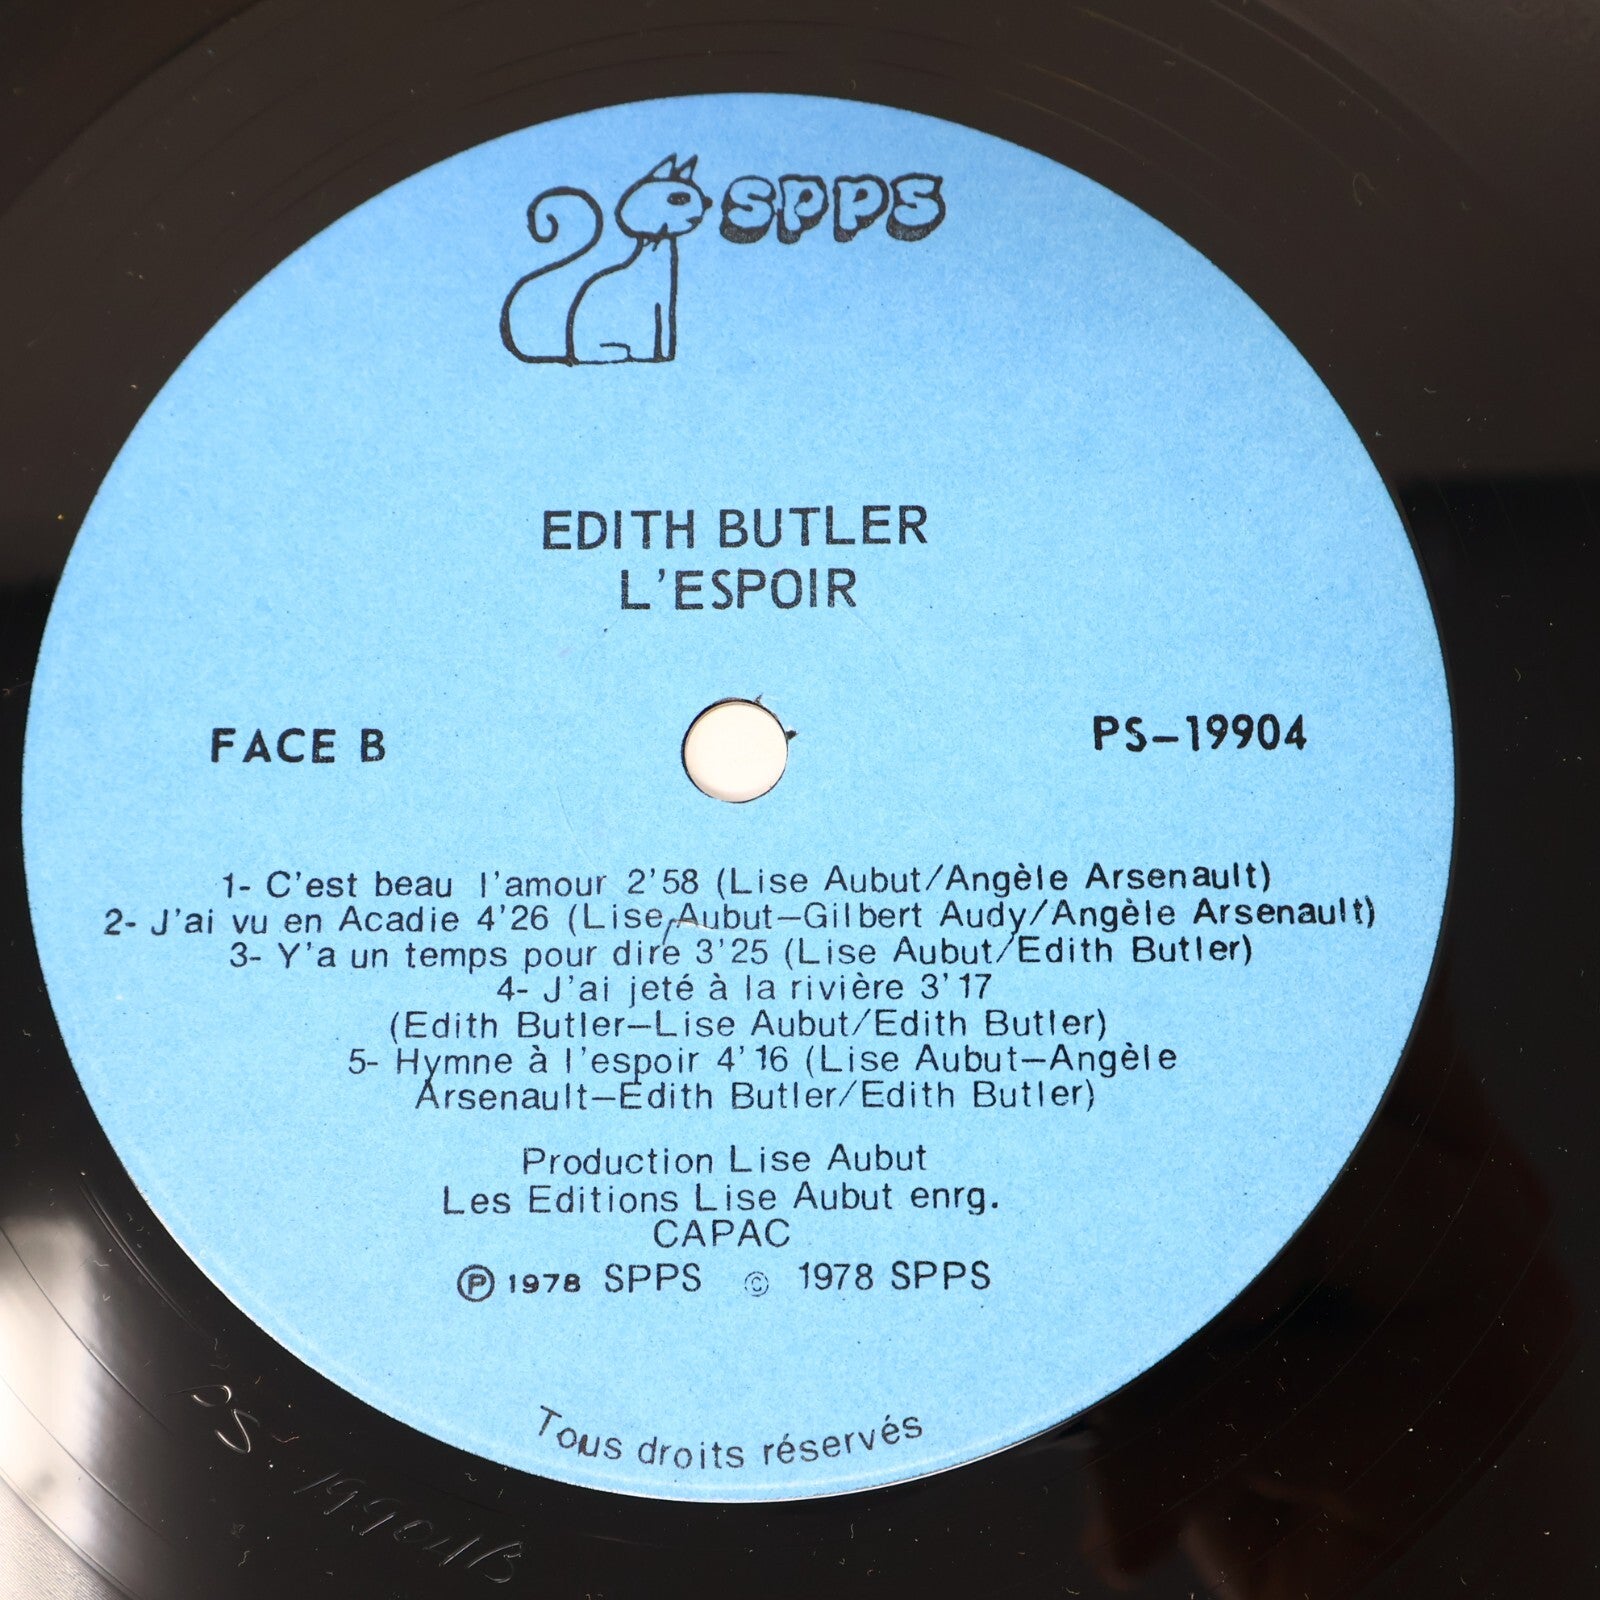 SPPS
EDITH BUTLER
L'ESPOIR
FACE B
PS-19904
1- C'est beau l'amour 2'58 (Lise Aubut/Angèle Arsenault)
2- J'ai vu en Acadie 4'26 (Lise Aubut-Gilbert Audy/Angèle Arsenault)
3- Y'a un temps pour dire 3'25 (Lise Aubut/Edith Butler)
4- J'ai jeté à la rivière 3'17
(Edith Butler-Lise Aubut/Edith Butler)
5- Hymne à l'espoir 4'16 (Lise Aubut-Angèle
Arsenault-Edith Butler/Edith Butler)
Production Lise Aubut
Les Editions Lise Aubut enrg.
CAPAC
Ⓟ 1978 SPPS © 1978 SPPS
Tous droits réservés
PS-19904B